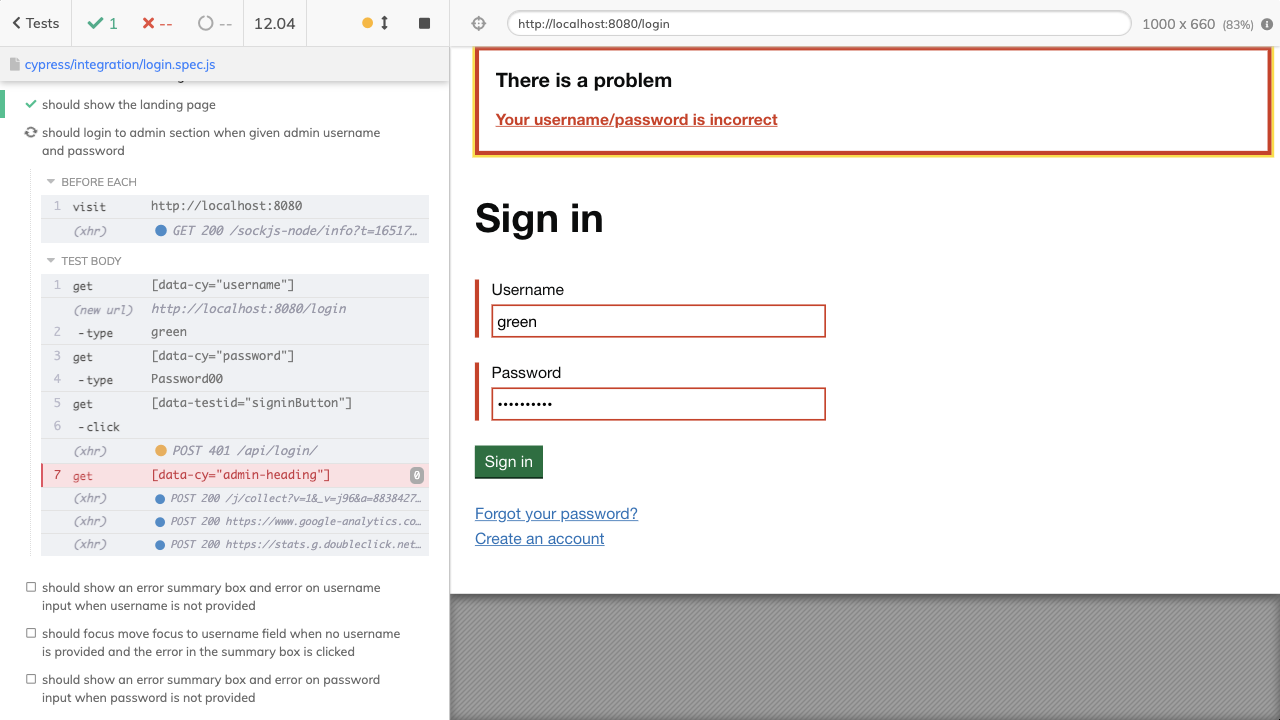 Tests
1
--
--
12.04
http://localhost:8080/login
1000 x 660 (83%)
cypress/integration/login.spec.js
should show the landing page
should login to admin section when given admin username
and password
BEFORE EACH
1 visit http://localhost:8080
(xhr) GET 200 /sockjs-node/info?t=16517…
TEST BODY
1 get [data-cy="username"]
(new url) http://localhost:8080/login
2 -type green
3 get [data-cy="password"]
4 -type Password00
5 get [data-testid="signinButton"]
6 -click
(xhr) POST 401 /api/login/
7 get [data-cy="admin-heading"] 0
(xhr) POST 200 /j/collect?v=1&_v=j96&a=8838427…
(xhr) POST 200 https://www.google-analytics.co…
(xhr) POST 200 https://stats.g.doubleclick.net…
should show an error summary box and error on username
input when username is not provided
should focus move focus to username field when no username
is provided and the error in the summary box is clicked
should show an error summary box and error on password
input when password is not provided
There is a problem
Your username/password is incorrect
Sign in
Username
green
Password
••••••••••
Sign in
Forgot your password?
Create an account